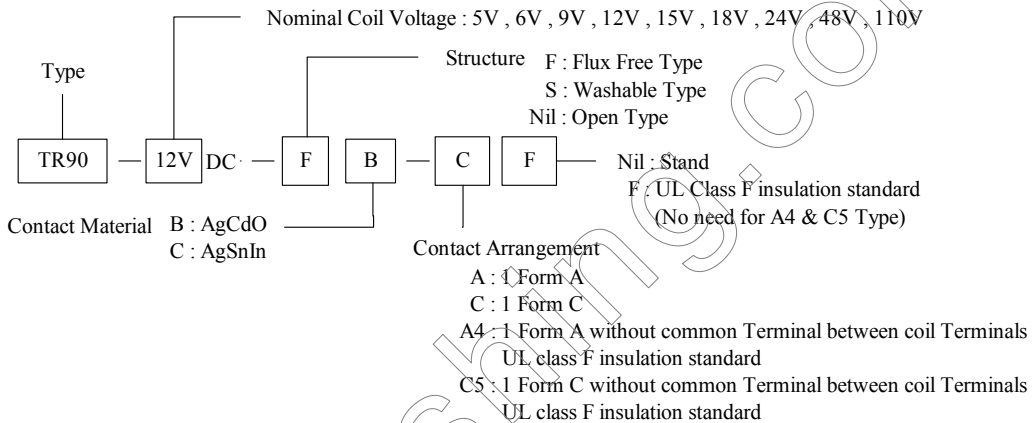 Nominal Coil Voltage : 5V , 6V , 9V , 12V , 15V , 18V , 24V , 48V , 110V
Structure F : Flux Free Type
S : Washable Type
Nil : Open Type
Type
TR90 — 12V DC - F B — C F
Nil : Stand
F : UL Class F insulation standard
(No need for A4 & C5 Type)
Contact Material B : AgCdO
C : AgSnIn
Contact Arrangement
A : 1 Form A
C : 1 Form C
A4 : 1 Form A without common Terminal between coil Terminals
UL class F insulation standard
C5 : 1 Form C without common Terminal between coil Terminals
UL class F insulation standard
shing.co